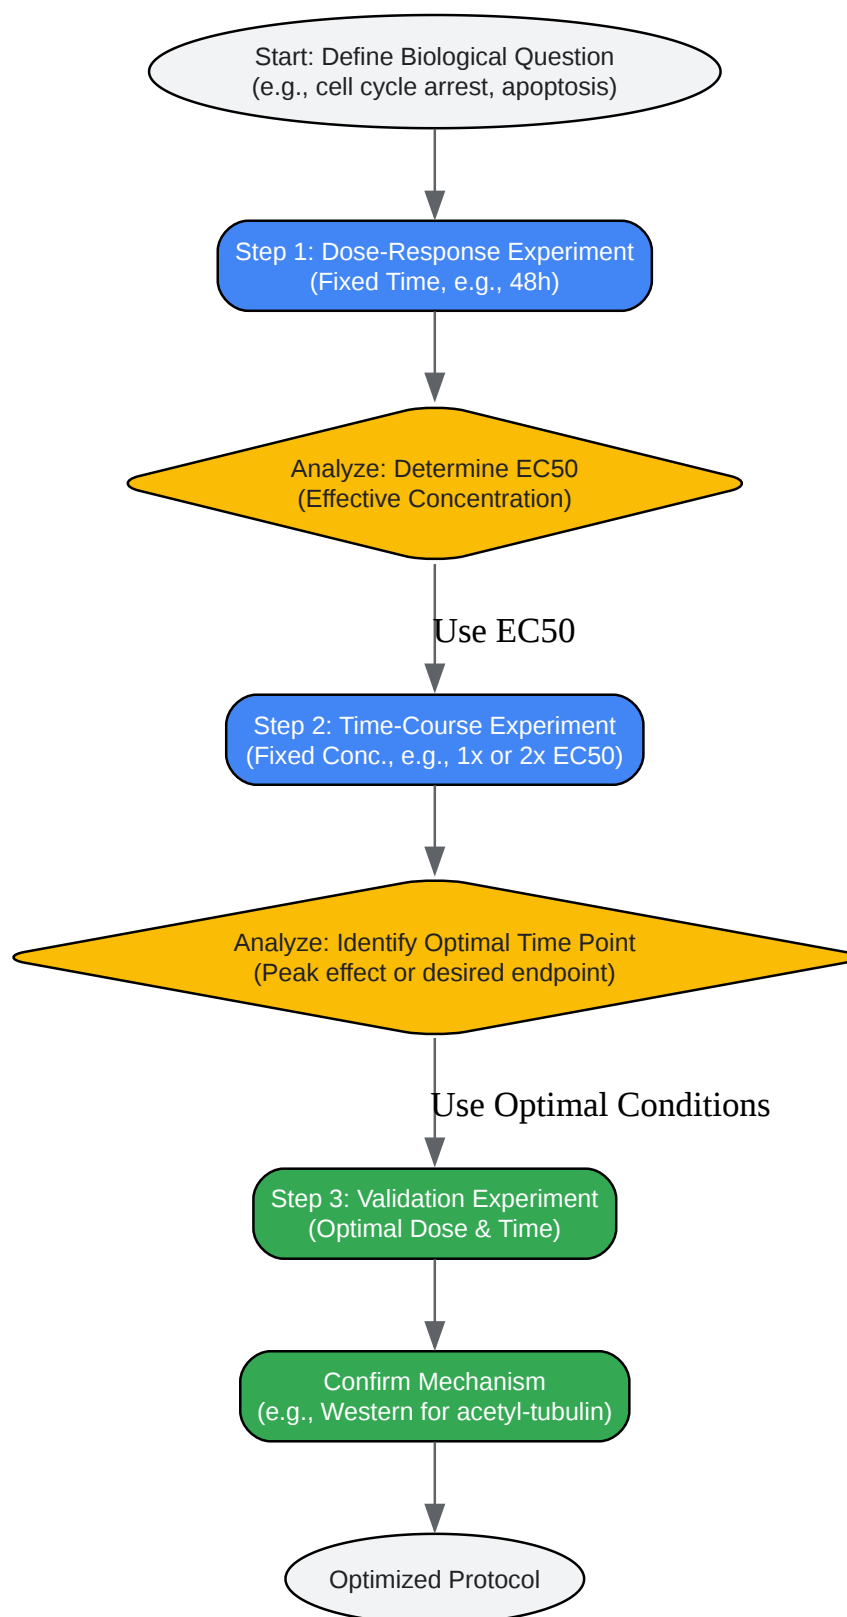 Start: Define Biological Question
(e.g., cell cycle arrest, apoptosis)
Step 1: Dose-Response Experiment
(Fixed Time, e.g., 48h)
Analyze: Determine EC50
(Effective Concentration)
Use EC50
Step 2: Time-Course Experiment
(Fixed Conc., e.g., 1x or 2x EC50)
Analyze: Identify Optimal Time Point
(Peak effect or desired endpoint)
Use Optimal Conditions
Step 3: Validation Experiment
(Optimal Dose & Time)
Confirm Mechanism
(e.g., Western for acetyl-tubulin)
Optimized Protocol